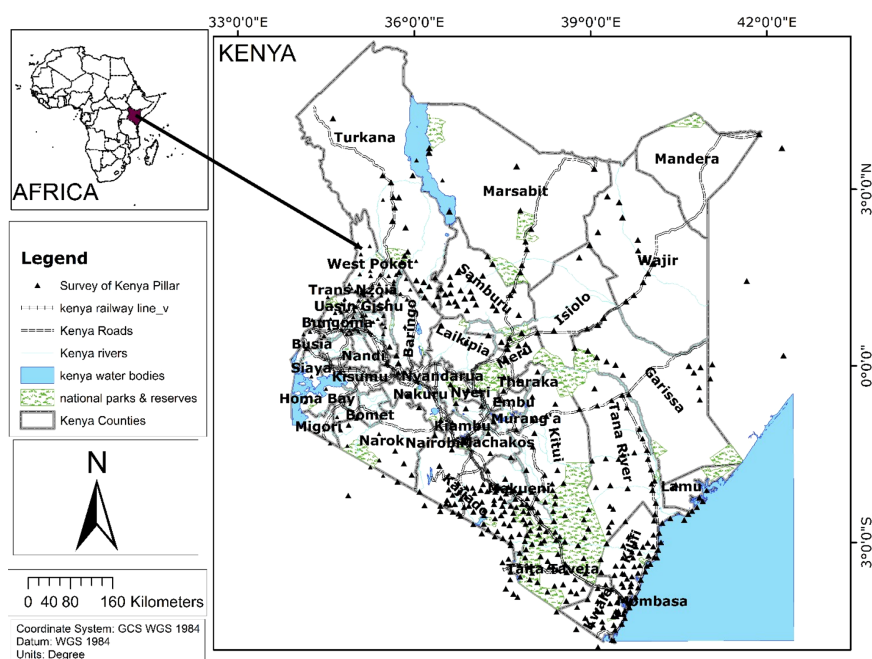 33°0'0"E
36°0'0"E
39°0'0"E
42°0'0"E
KENYA
AFRICA
Turkana
Mandera
Marsabit
3°0'0"N
West Pokot
Wajir
Samburu
Trans Nzoia
Uasin Gishu
Bungoma
Baringo
Isiolo
Busia
Laikipia
Meru
Nandi
Siaya
Kisumu
Nyandarua
Tharaka
0°0'0"
Garissa
Homa Bay
Nakuru
Nyeri
Embu
Bomet
Murang'a
Migori
Kiambu
Tana River
Narok
Nairobi
Machakos
Kitui
Kajiado
Makueni
Lamu
Kilifi
3°0'0"S
Taita Taveta
Kwale
Mombasa
Legend
Survey of Kenya Pillar
kenya railway line_v
Kenya Roads
Kenya rivers
kenya water bodies
national parks & reserves
Kenya Counties
N
0 40 80 160 Kilometers
Coordinate System: GCS WGS 1984
Datum: WGS 1984
Units: Degree